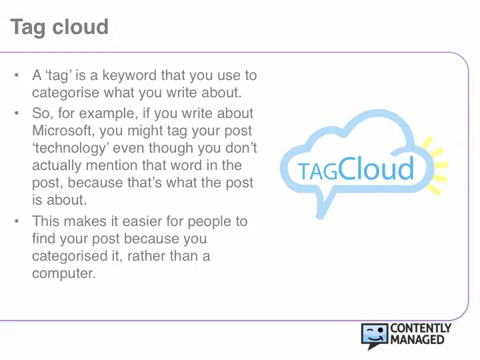 Tag cloud
• A ‘tag’ is a keyword that you use to
categorise what you write about.
• So, for example, if you write about
Microsoft, you might tag your post
‘technology’ even though you don’t
actually mention that word in the
post, because that’s what the post
is about.
• This makes it easier for people to
find your post because you
categorised it, rather than a
computer.
TAGCloud
CONTENTLY
MANAGED